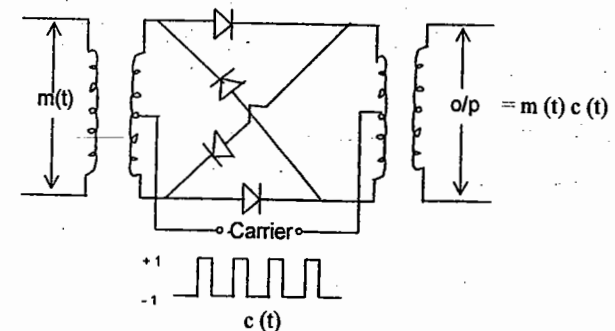 m(t)
o/p = m (t) c (t)
Carrier
+1
-1
c (t)